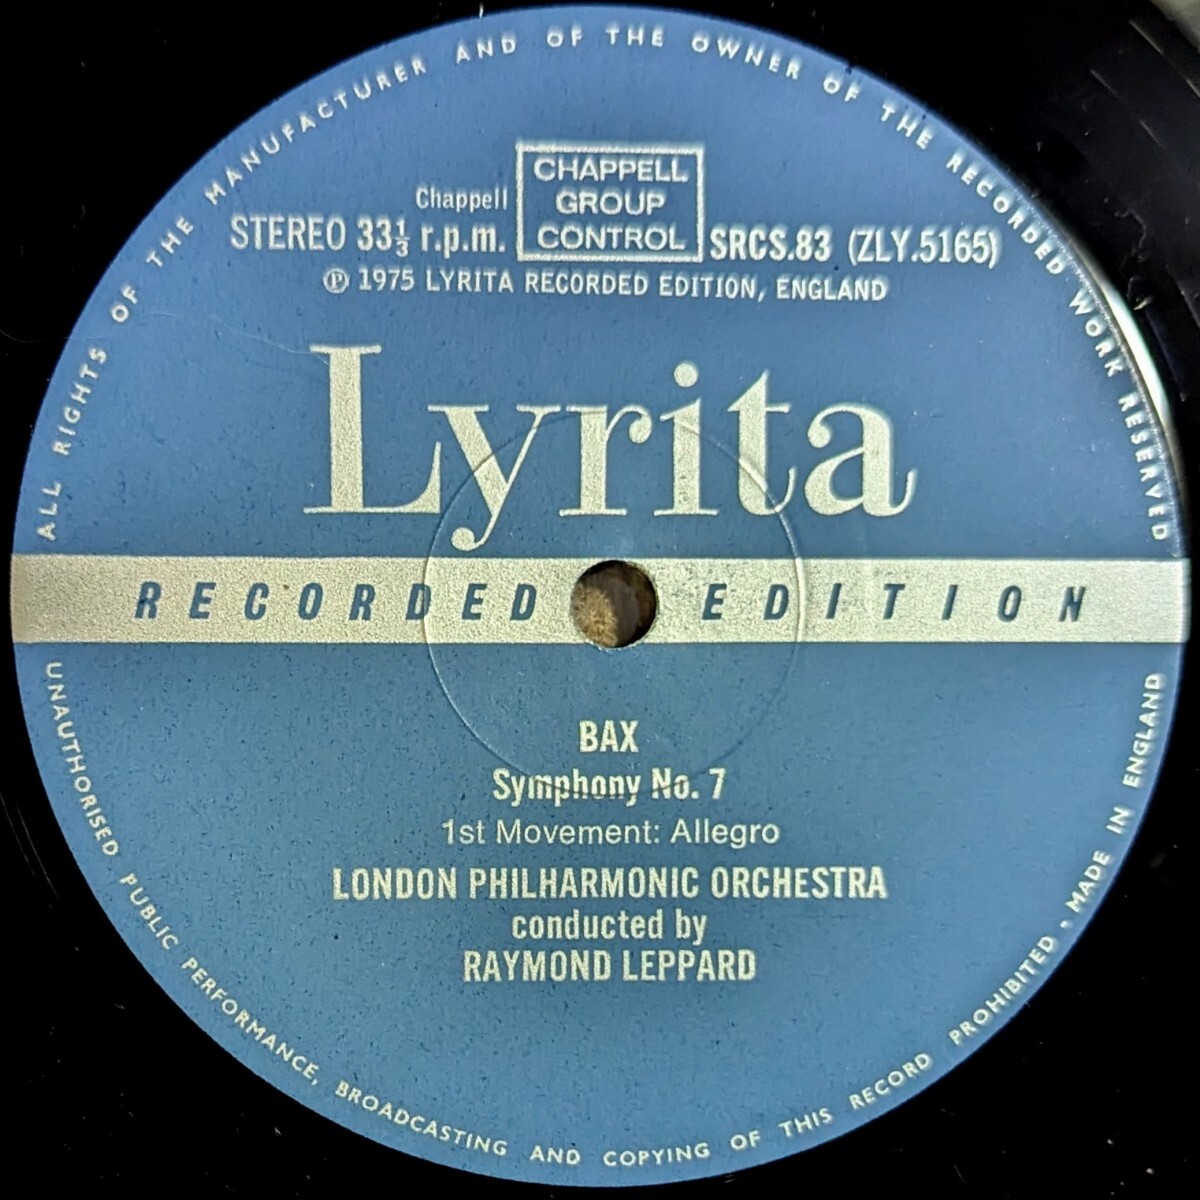 ALL RIGHTS OF THE MANUFACTURER AND OF THE OWNER OF THE RECORDED WORK RESERVED
CHAPPELL
GROUP
CONTROL
Chappell
STEREO 33⅓ r.p.m.
SRCS.83 (ZLY.5165)
℗ 1975 LYRITA RECORDED EDITION, ENGLAND
Lyrita
RECORDED EDITION
BAX
Symphony No. 7
1st Movement: Allegro
LONDON PHILHARMONIC ORCHESTRA
conducted by
RAYMOND LEPPARD
UNAUTHORISED PUBLIC PERFORMANCE, BROADCASTING AND COPYING OF THIS RECORD PROHIBITED • MADE IN ENGLAND